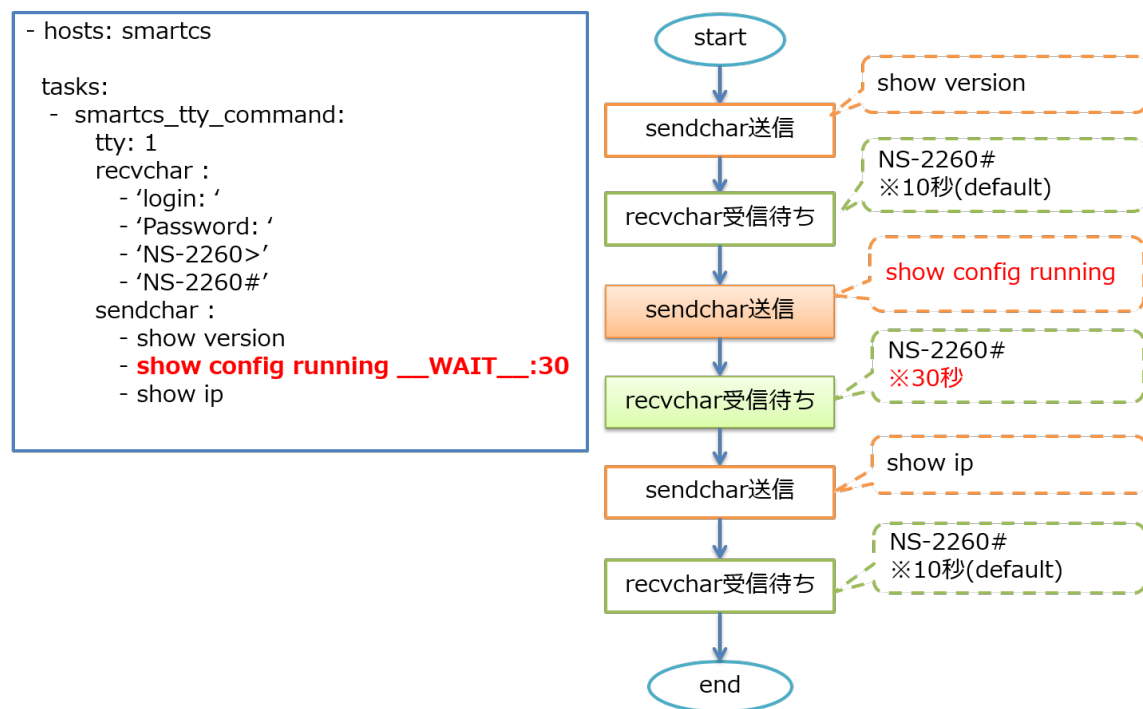 - hosts: smartcs
tasks:
- smartcs_tty_command:
tty: 1
recvchar :
- ‘login: ‘
- ‘Password: ‘
- ‘NS-2260>’
- ‘NS-2260#’
sendchar :
- show version
- show config running __WAIT__:30
- show ip
start
sendchar送信
show version
recvchar受信待ち
NS-2260#
※10秒(default)
sendchar送信
show config running
recvchar受信待ち
NS-2260#
※30秒
sendchar送信
show ip
recvchar受信待ち
NS-2260#
※10秒(default)
end